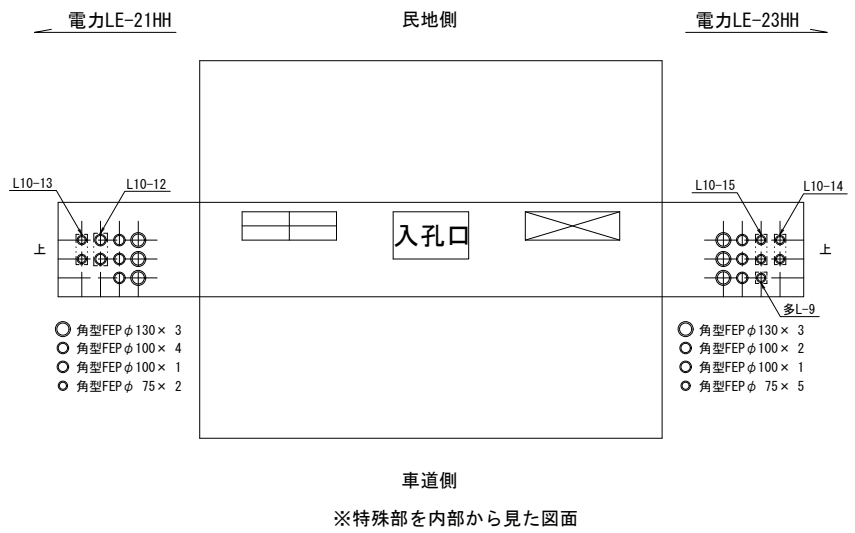 電力LE-21HH
民地側
電力LE-23HH
L10-13
L10-12
L10-15
L10-14
上
入孔口
上
多L-9
角型FEPφ130× 3
角型FEPφ100× 4
角型FEPφ100× 1
角型FEPφ 75× 2
角型FEPφ130× 3
角型FEPφ100× 2
角型FEPφ100× 1
角型FEPφ 75× 5
車道側
※特殊部を内部から見た図面